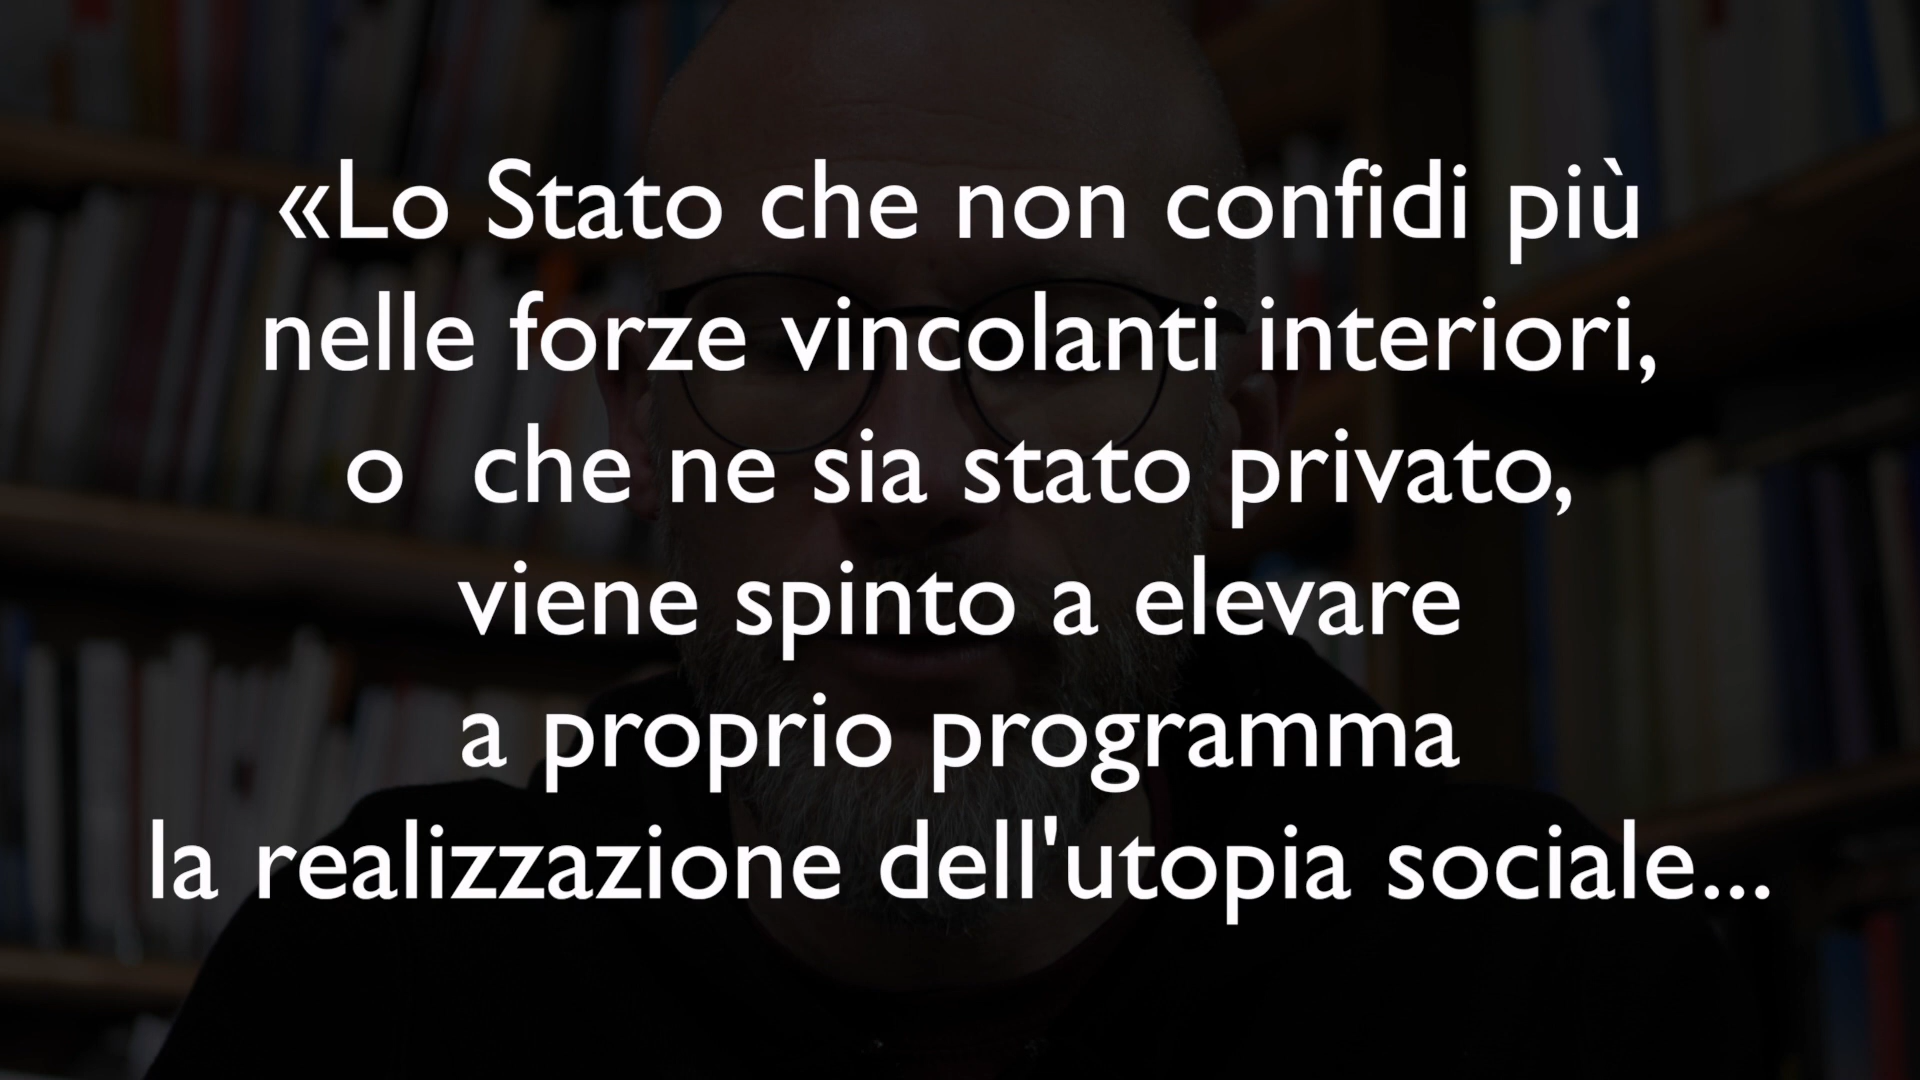 «Lo Stato che non confidi più
nelle forze vincolanti interiori,
o  che ne sia stato privato,
viene spinto a elevare
a proprio programma
la realizzazione dell'utopia sociale...